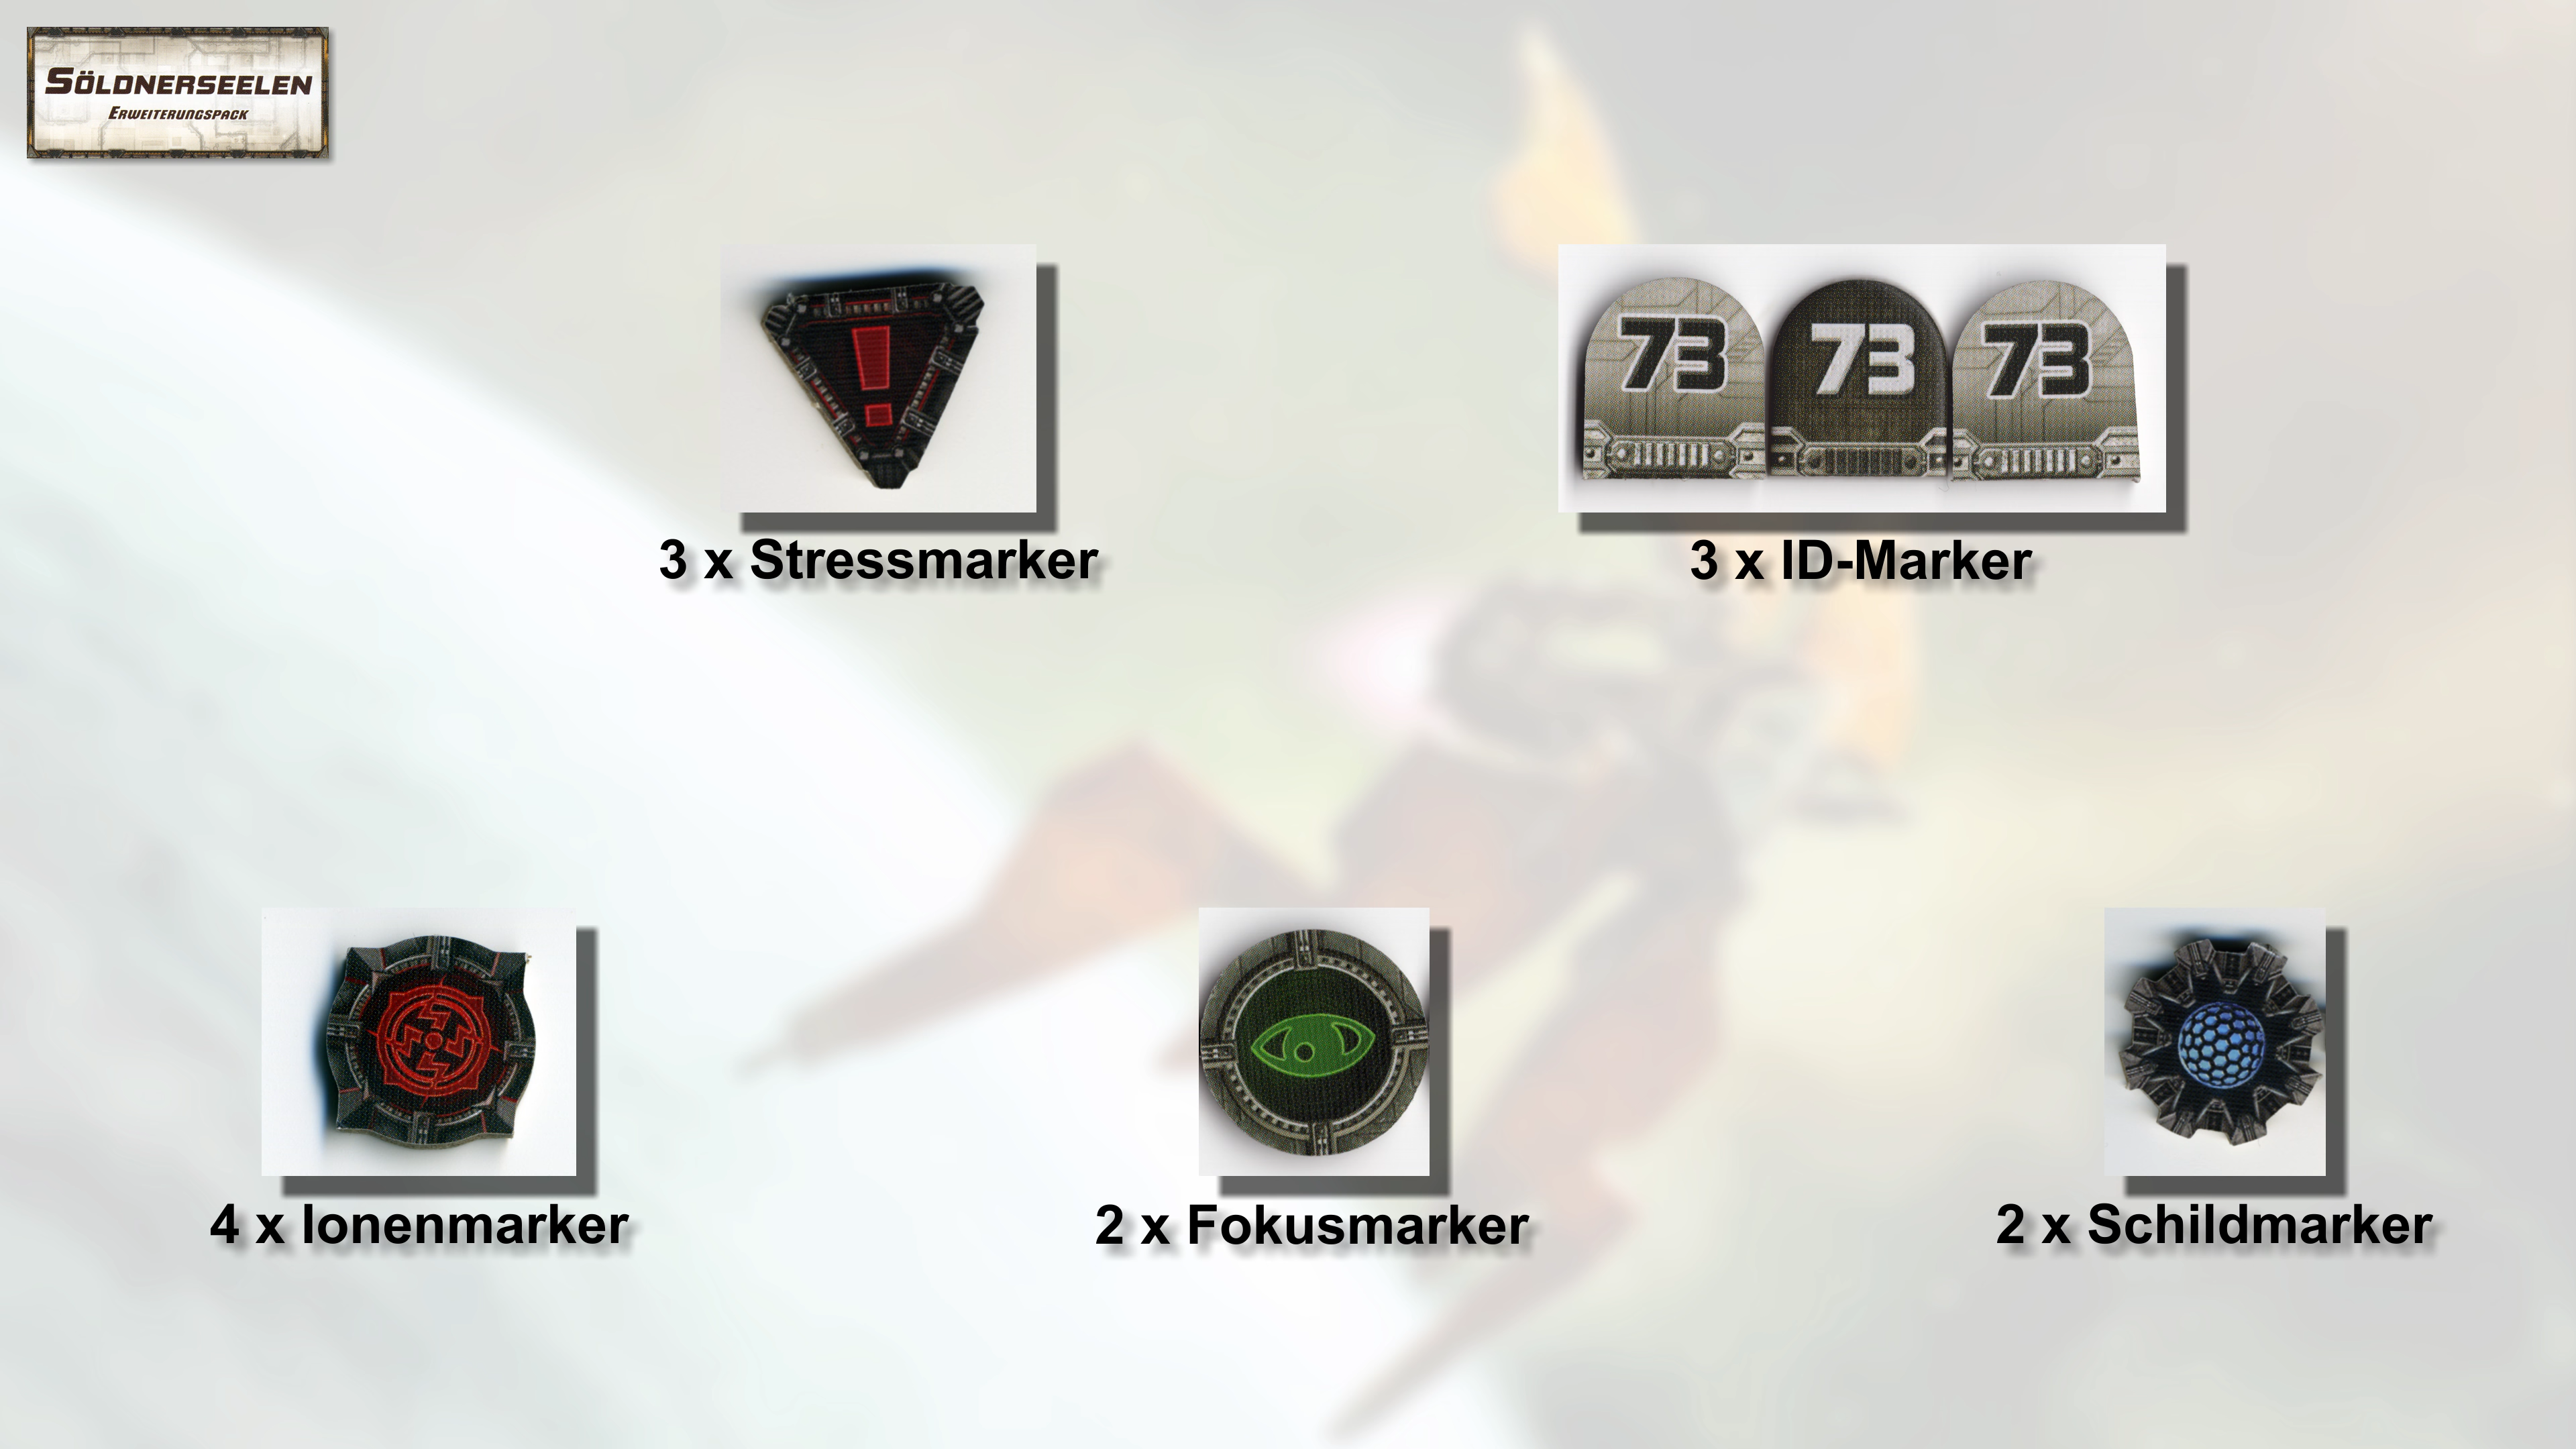 SÖLDNERSEELEN
ERWEITERUNGSPACK
73 73 73
3 x Stressmarker
3 x ID-Marker
4 x Ionenmarker
2 x Fokusmarker
2 x Schildmarker